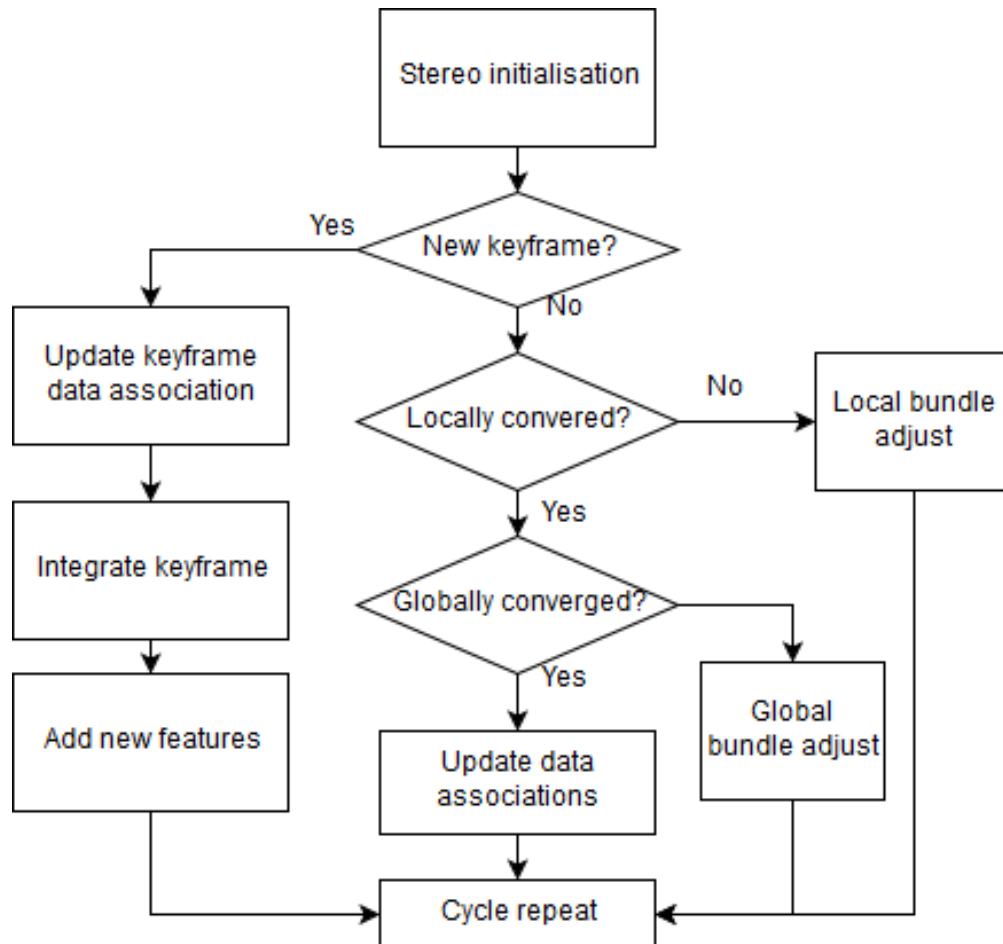 Stereo initialisation
Yes
New keyframe?
No
Update keyframe
data association
Locally convered?
No
Local bundle
adjust
Yes
Integrate keyframe
Globally converged?
Yes
Add new features
Global
bundle adjust
Update data
associations
Cycle repeat